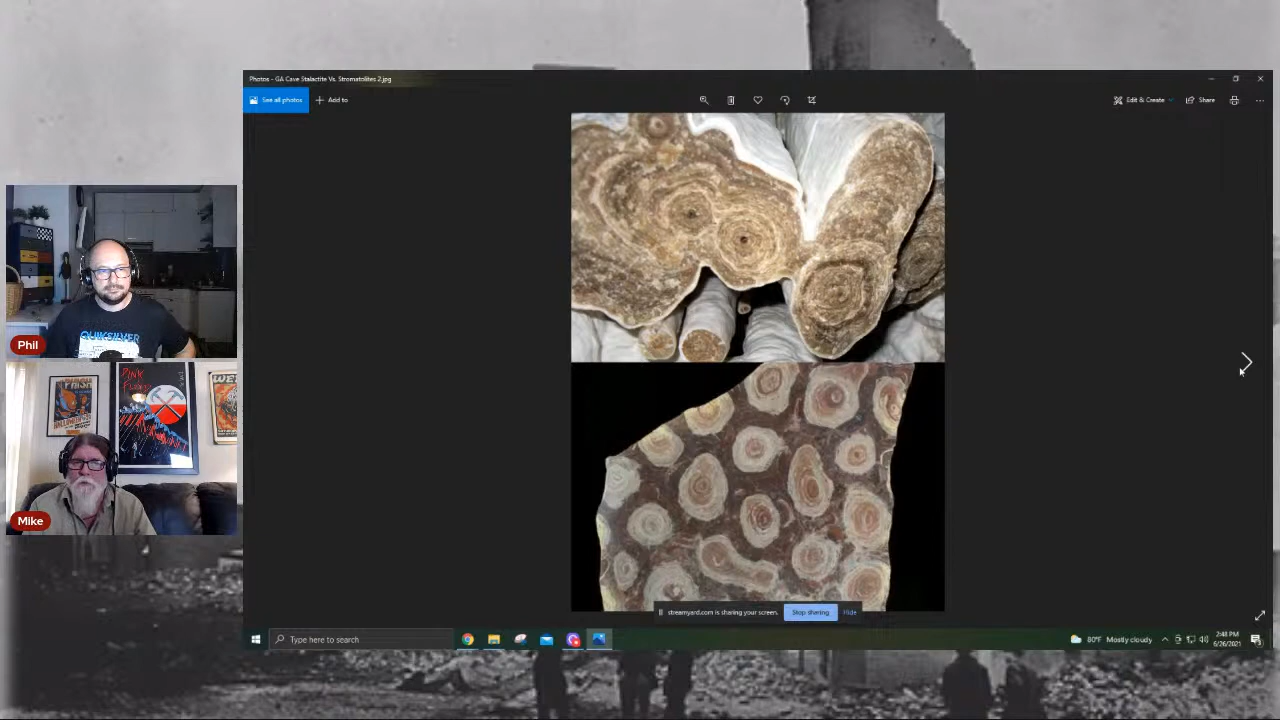 Photos - GA Cave Stalactite Vs. Stromatolites 2.jpg
See all photos
Add to
Edit & Create
Share
QUIKSILVER
Phil
PHISH
PINK
Mike
streamyard.com is sharing your screen.
Stop sharing
Hide
Type here to search
80°F Mostly cloudy
2:48 PM
6/26/2021